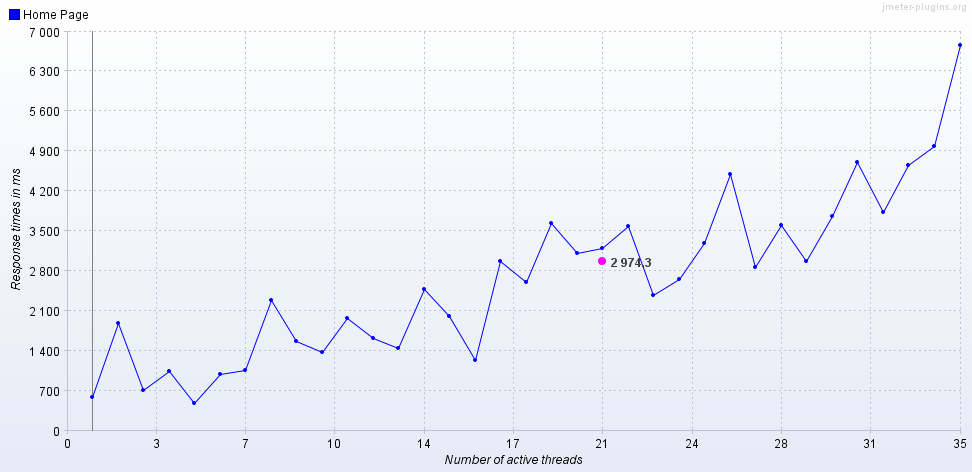 Home Page
jmeter-plugins.org
7 000
6 300
5 600
4 900
4 200
3 500
2 800
2 100
1 400
700
0
Response times in ms
2 974.3
0 3 7 10 14 17 21 24 28 31 35
Number of active threads